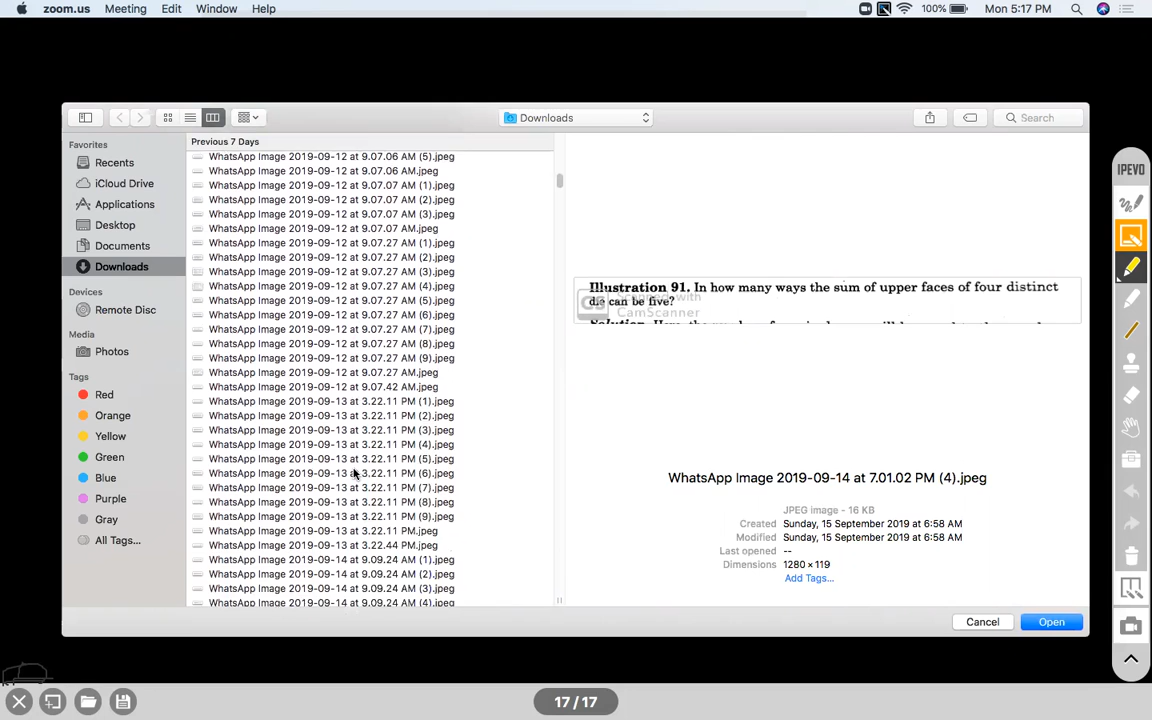 zoom.us Meeting Edit Window Help 100% Mon 5:17 PM
Downloads Search
Favorites
Recents
iCloud Drive
Applications
Desktop
Documents
Downloads
Devices
Remote Disc
Media
Photos
Tags
Red
Orange
Yellow
Green
Blue
Purple
Gray
All Tags...
Previous 7 Days
WhatsApp Image 2019-09-12 at 9.07.06 AM (5).jpeg
WhatsApp Image 2019-09-12 at 9.07.06 AM.jpeg
WhatsApp Image 2019-09-12 at 9.07.07 AM (1).jpeg
WhatsApp Image 2019-09-12 at 9.07.07 AM (2).jpeg
WhatsApp Image 2019-09-12 at 9.07.07 AM (3).jpeg
WhatsApp Image 2019-09-12 at 9.07.07 AM.jpeg
WhatsApp Image 2019-09-12 at 9.07.27 AM (1).jpeg
WhatsApp Image 2019-09-12 at 9.07.27 AM (2).jpeg
WhatsApp Image 2019-09-12 at 9.07.27 AM (3).jpeg
WhatsApp Image 2019-09-12 at 9.07.27 AM (4).jpeg
WhatsApp Image 2019-09-12 at 9.07.27 AM (5).jpeg
WhatsApp Image 2019-09-12 at 9.07.27 AM (6).jpeg
WhatsApp Image 2019-09-12 at 9.07.27 AM (7).jpeg
WhatsApp Image 2019-09-12 at 9.07.27 AM (8).jpeg
WhatsApp Image 2019-09-12 at 9.07.27 AM (9).jpeg
WhatsApp Image 2019-09-12 at 9.07.27 AM.jpeg
WhatsApp Image 2019-09-12 at 9.07.42 AM.jpeg
WhatsApp Image 2019-09-13 at 3.22.11 PM (1).jpeg
WhatsApp Image 2019-09-13 at 3.22.11 PM (2).jpeg
WhatsApp Image 2019-09-13 at 3.22.11 PM (3).jpeg
WhatsApp Image 2019-09-13 at 3.22.11 PM (4).jpeg
WhatsApp Image 2019-09-13 at 3.22.11 PM (5).jpeg
WhatsApp Image 2019-09-13 at 3.22.11 PM (6).jpeg
WhatsApp Image 2019-09-13 at 3.22.11 PM (7).jpeg
WhatsApp Image 2019-09-13 at 3.22.11 PM (8).jpeg
WhatsApp Image 2019-09-13 at 3.22.11 PM (9).jpeg
WhatsApp Image 2019-09-13 at 3.22.11 PM.jpeg
WhatsApp Image 2019-09-13 at 3.22.44 PM.jpeg
WhatsApp Image 2019-09-14 at 9.09.24 AM (1).jpeg
WhatsApp Image 2019-09-14 at 9.09.24 AM (2).jpeg
WhatsApp Image 2019-09-14 at 9.09.24 AM (3).jpeg
WhatsApp Image 2019-09-14 at 9.09.24 AM (4).jpeg
Illustration 91. In how many ways the sum of upper faces of four distinct
die can be five?
CS Scanned with
CamScanner
WhatsApp Image 2019-09-14 at 7.01.02 PM (4).jpeg
JPEG image - 16 KB
Created Sunday, 15 September 2019 at 6:58 AM
Modified Sunday, 15 September 2019 at 6:58 AM
Last opened --
Dimensions 1280 × 119
Add Tags...
Cancel Open
IPEVO
17 / 17